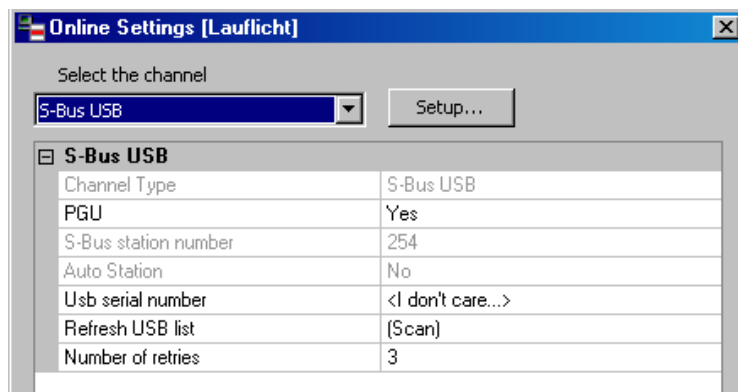 Online Settings [Lauflicht]
Select the channel
S-Bus USB
Setup...
S-Bus USB
Channel Type S-Bus USB
PGU Yes
S-Bus station number 254
Auto Station No
Usb serial number <I don't care...>
Refresh USB list (Scan)
Number of retries 3